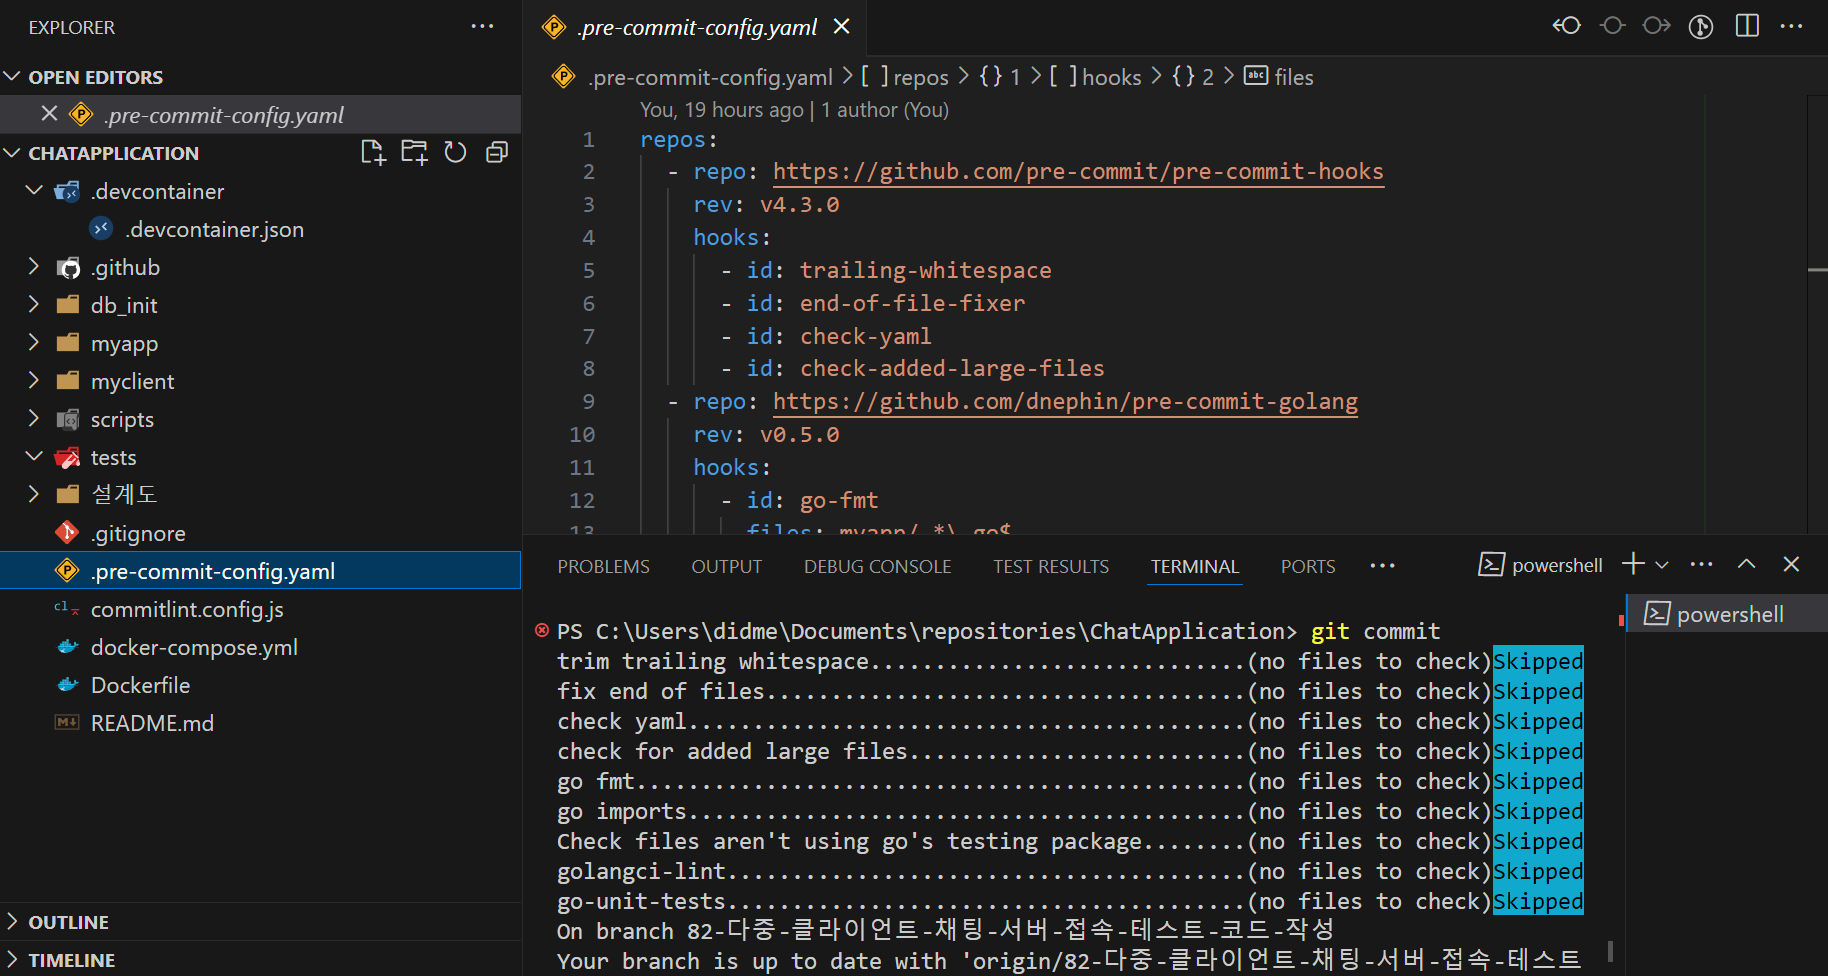 EXPLORER
OPEN EDITORS
.pre-commit-config.yaml
CHATAPPLICATION
.devcontainer
.devcontainer.json
.github
db_init
myapp
myclient
scripts
tests
설계도
.gitignore
.pre-commit-config.yaml
commitlint.config.js
docker-compose.yml
Dockerfile
README.md
OUTLINE
TIMELINE
.pre-commit-config.yaml
.pre-commit-config.yaml > [ ] repos > {} 1 > [ ] hooks > {} 2 > abc files
You, 19 hours ago | 1 author (You)
1 repos:
2 - repo: https://github.com/pre-commit/pre-commit-hooks
3 rev: v4.3.0
4 hooks:
5 - id: trailing-whitespace
6 - id: end-of-file-fixer
7 - id: check-yaml
8 - id: check-added-large-files
9 - repo: https://github.com/dnephin/pre-commit-golang
10 rev: v0.5.0
11 hooks:
12 - id: go-fmt
13 files: myapp/.*\.go$
PROBLEMS OUTPUT DEBUG CONSOLE TEST RESULTS TERMINAL PORTS ··· powershell
powershell
PS C:\Users\didme\Documents\repositories\ChatApplication> git commit
trim trailing whitespace.............................(no files to check)Skipped
fix end of files.....................................(no files to check)Skipped
check yaml...........................................(no files to check)Skipped
check for added large files..........................(no files to check)Skipped
go fmt...............................................(no files to check)Skipped
go imports...........................................(no files to check)Skipped
Check files aren't using go's testing package........(no files to check)Skipped
golangci-lint........................................(no files to check)Skipped
go-unit-tests........................................(no files to check)Skipped
On branch 82-다중-클라이언트-채팅-서버-접속-테스트-코드-작성
Your branch is up to date with 'origin/82-다중-클라이언트-채팅-서버-접속-테스트